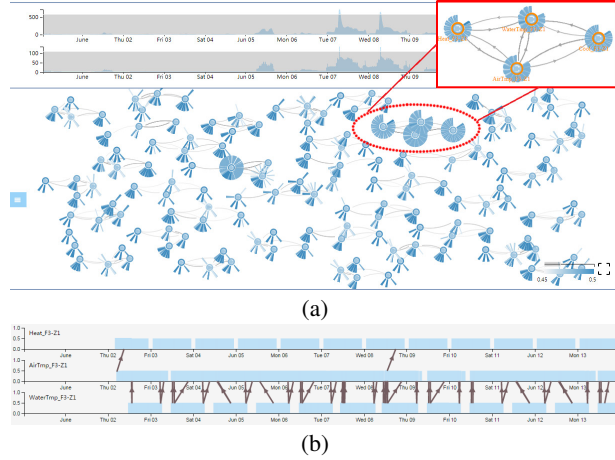 500
0
June Thu 02 Fri 03 Sat 04 Sun 05 Mon 06 Tue 07 Wed 08 Thu 09
100
50
0
June Thu 02 Fri 03 Sat 04 Sun 05 Mon 06 Tue 07 Wed 08 Thu 09
0.45 0.5
(a)
1.0 Heat_F3-Z1
0.5
0.0
June Thu 02 Fri 03 Sat 04 Sun 05 Mon 06 Tue 07 Wed 08 Thu 09 Fri 10 Sat 11 Sun 12 Mon 13
1.0 AirTmp_F3-Z1
0.5
0.0
June Thu 02 Fri 03 Sat 04 Sun 05 Mon 06 Tue 07 Wed 08 Thu 09 Fri 10 Sat 11 Sun 12 Mon 13
1.0 WaterTmp_F3-Z1
0.5
0.0
June Thu 02 Fri 03 Sat 04 Sun 05 Mon 06 Tue 07 Wed 08 Thu 09 Fri 10 Sat 11 Sun 12 Mon 13
(b)